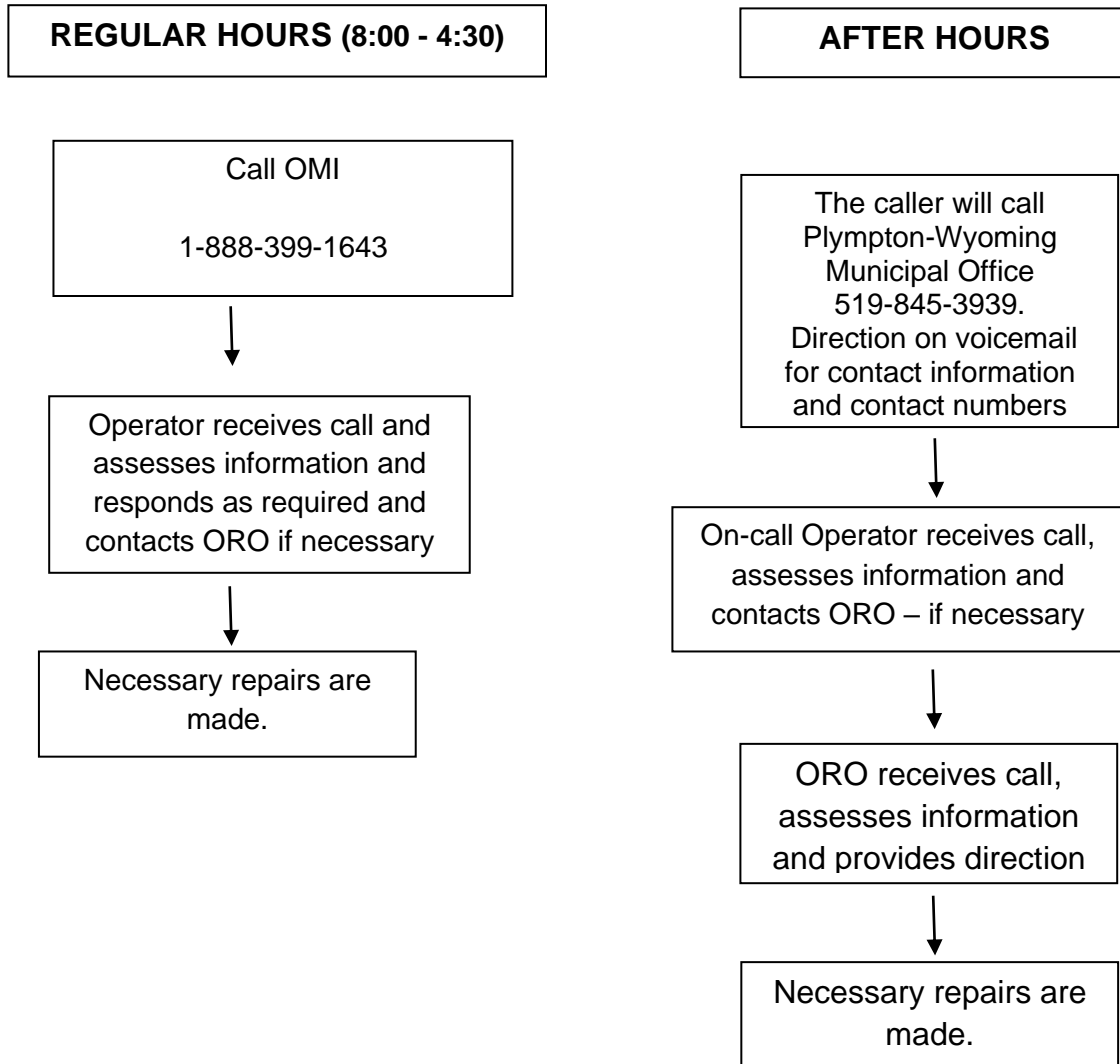 REGULAR HOURS (8:00 - 4:30)
Call OMI
1-888-399-1643
Operator receives call and
assesses information and
responds as required and
contacts ORO if necessary
Necessary repairs are
made.
AFTER HOURS
The caller will call
Plympton-Wyoming
Municipal Office
519-845-3939.
Direction on voicemail
for contact information
and contact numbers
On-call Operator receives call,
assesses information and
contacts ORO – if necessary
ORO receives call,
assesses information
and provides direction
Necessary repairs are
made.